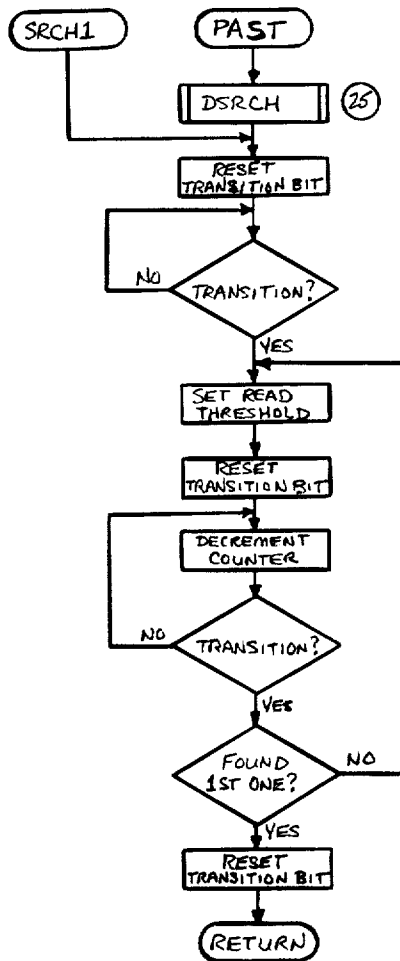 SRCH1
PAST
DSRCH
25
RESET
TRANSITION BIT
NO
TRANSITION?
YES
SET READ
THRESHOLD
RESET
TRANSITION BIT
DECREMENT
COUNTER
NO
TRANSITION?
YES
FOUND
1ST ONE?
NO
YES
RESET
TRANSITION BIT
RETURN